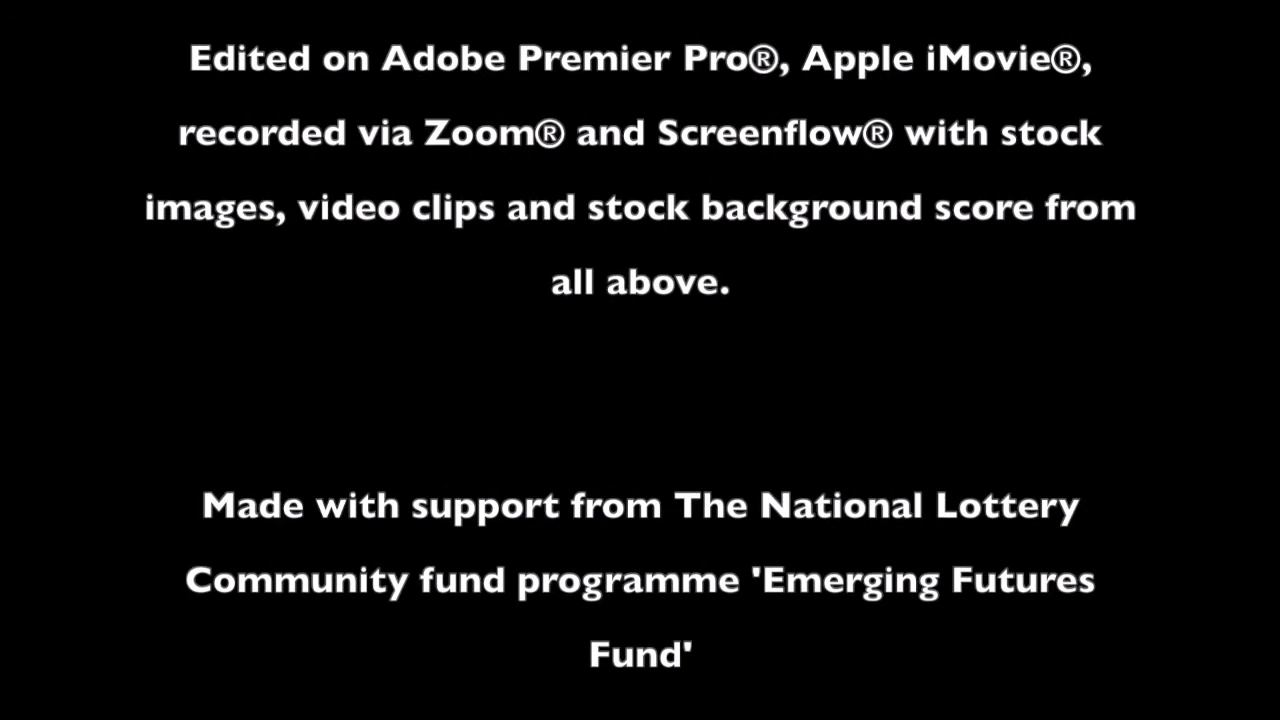 Edited on Adobe Premier Pro®, Apple iMovie®,
recorded via Zoom® and Screenflow® with stock
images, video clips and stock background score from
all above.
Made with support from The National Lottery
Community fund programme 'Emerging Futures
Fund'